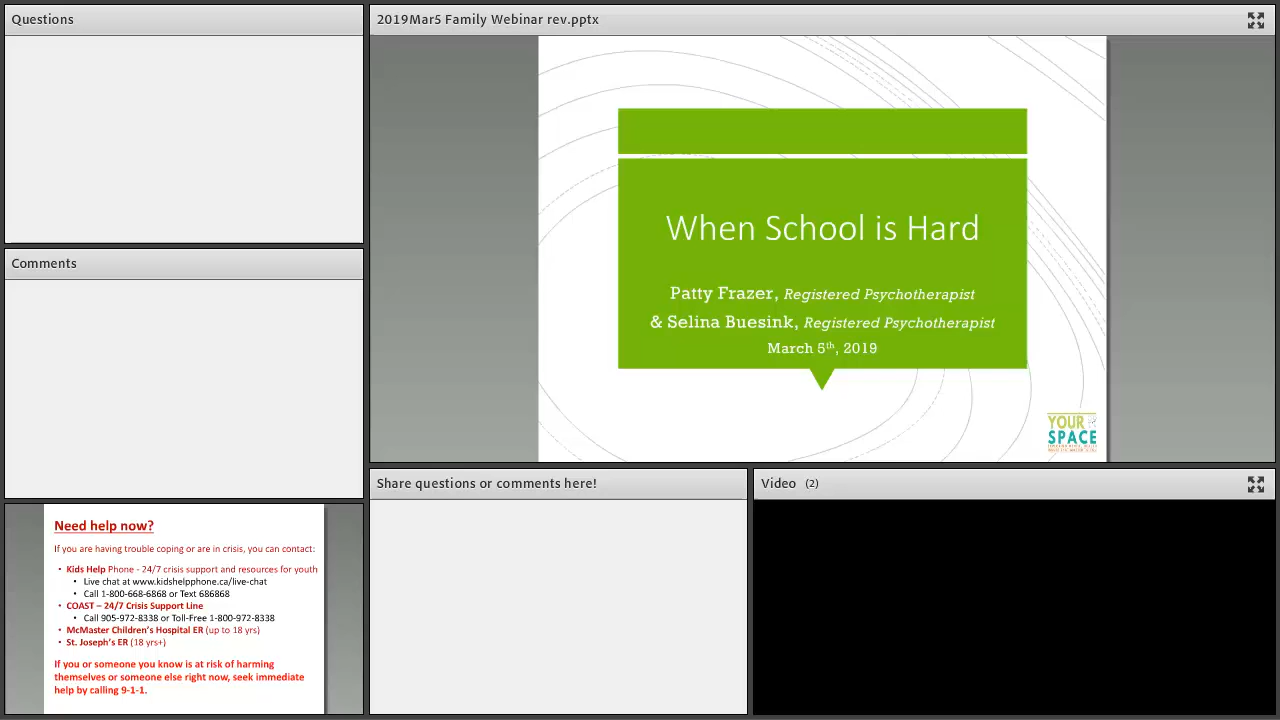 Questions
2019Mar5 Family Webinar rev.pptx
When School is Hard
Patty Frazer, Registered Psychotherapist
& Selina Buesink, Registered Psychotherapist
March 5th, 2019
YOUR
SPACE
Comments
Need help now?
If you are having trouble coping or are in crisis, you can contact:
• Kids Help Phone - 24/7 crisis support and resources for youth
• Live chat at www.kidshelpphone.ca/live-chat
• Call 1-800-668-6868 or Text 686868
• COAST – 24/7 Crisis Support Line
• Call 905-972-8338 or Toll-Free 1-800-972-8338
• McMaster Children's Hospital ER (up to 18 yrs)
• St. Joseph's ER (18 yrs+)
If you or someone you know is at risk of harming
themselves or someone else right now, seek immediate
help by calling 9-1-1.
Share questions or comments here!
Video (2)